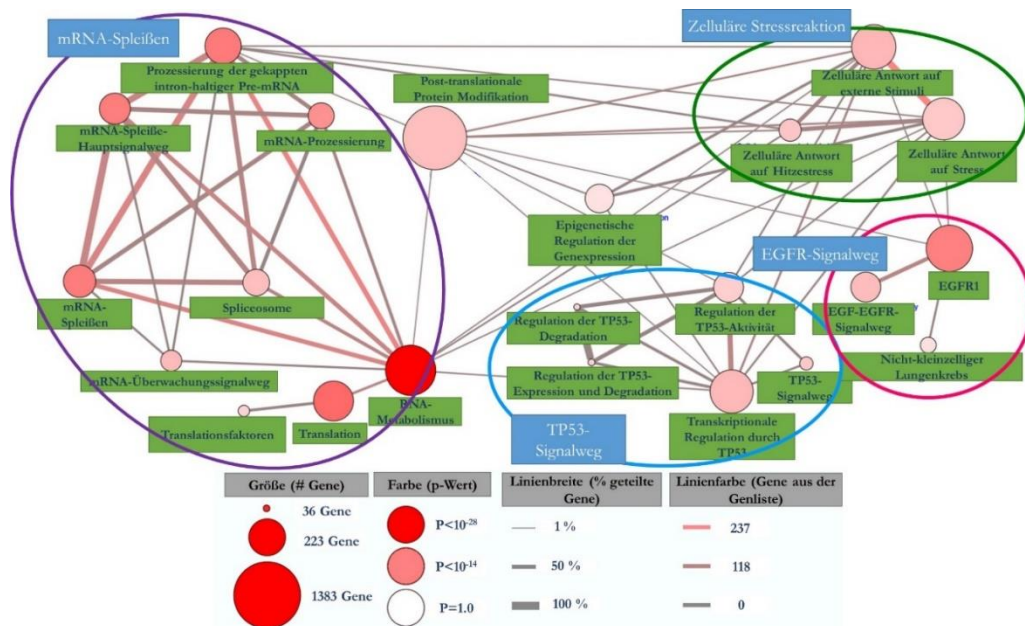 mRNA-Spleißen
Zelluläre Stressreaktion
Prozessierung der gekappten
intron-haltiger Pre-mRNA
Post-translationale
Protein Modifikation
Zelluläre Antwort auf
externe Stimuli
mRNA-Spleiße-
Hauptsignalweg
mRNA-Prozessierung
Zelluläre Antwort
auf Hitzestress
Zelluläre Antwort
auf Stress
Epigenetische
Regulation der
Genexpression
EGFR-Signalweg
EGFR1
mRNA-
Spleißen
Spliceosome
EGF-EGFR-
Signalweg
Regulation der TP53-
Degradation
Regulation der
TP53-Aktivität
Nicht-kleinzelliger
Lungenkrebs
mRNA-Überwachungssignalweg
Regulation der TP53-
Expression und Degradation
TP53-
Signalweg
RNA-
Metabolismus
Translationsfaktoren
Translation
TP53-
Signalweg
Transkriptionale
Regulation durch
TP53
Größe (# Gene)
36 Gene
223 Gene
1383 Gene
Farbe (p-Wert)
P<10⁻²⁸
P<10⁻¹⁴
P=1.0
Linienbreite (% geteilte
Gene)
1 %
50 %
100 %
Linienfarbe (Gene aus der
Genliste)
237
118
0